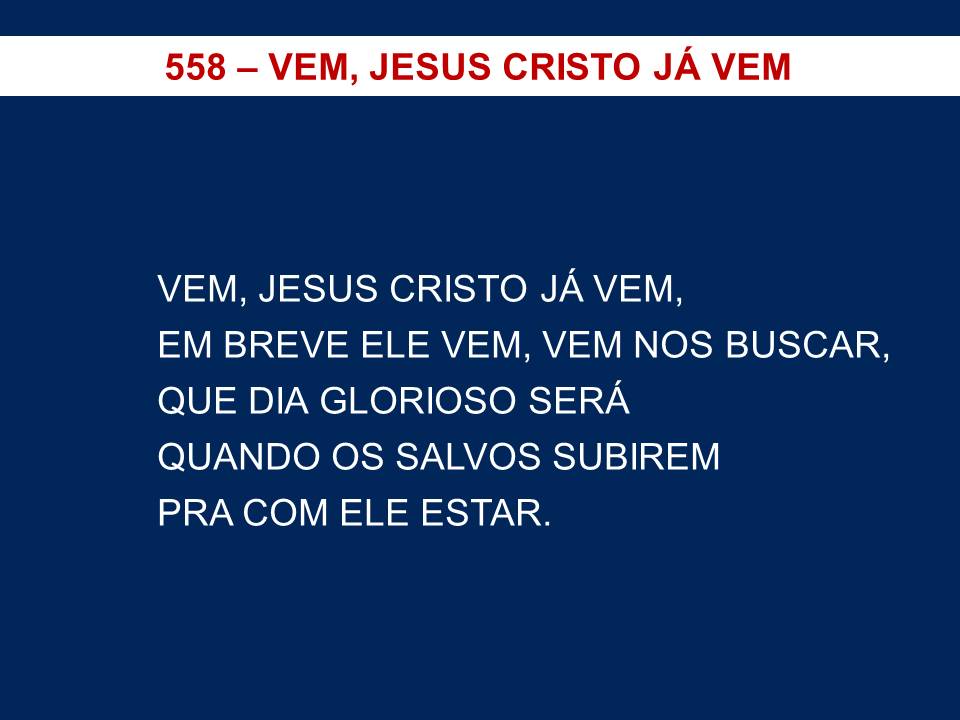 558 – VEM, JESUS CRISTO JÁ VEM
VEM, JESUS CRISTO JÁ VEM,
EM BREVE ELE VEM, VEM NOS BUSCAR,
QUE DIA GLORIOSO SERÁ
QUANDO OS SALVOS SUBIREM
PRA COM ELE ESTAR.